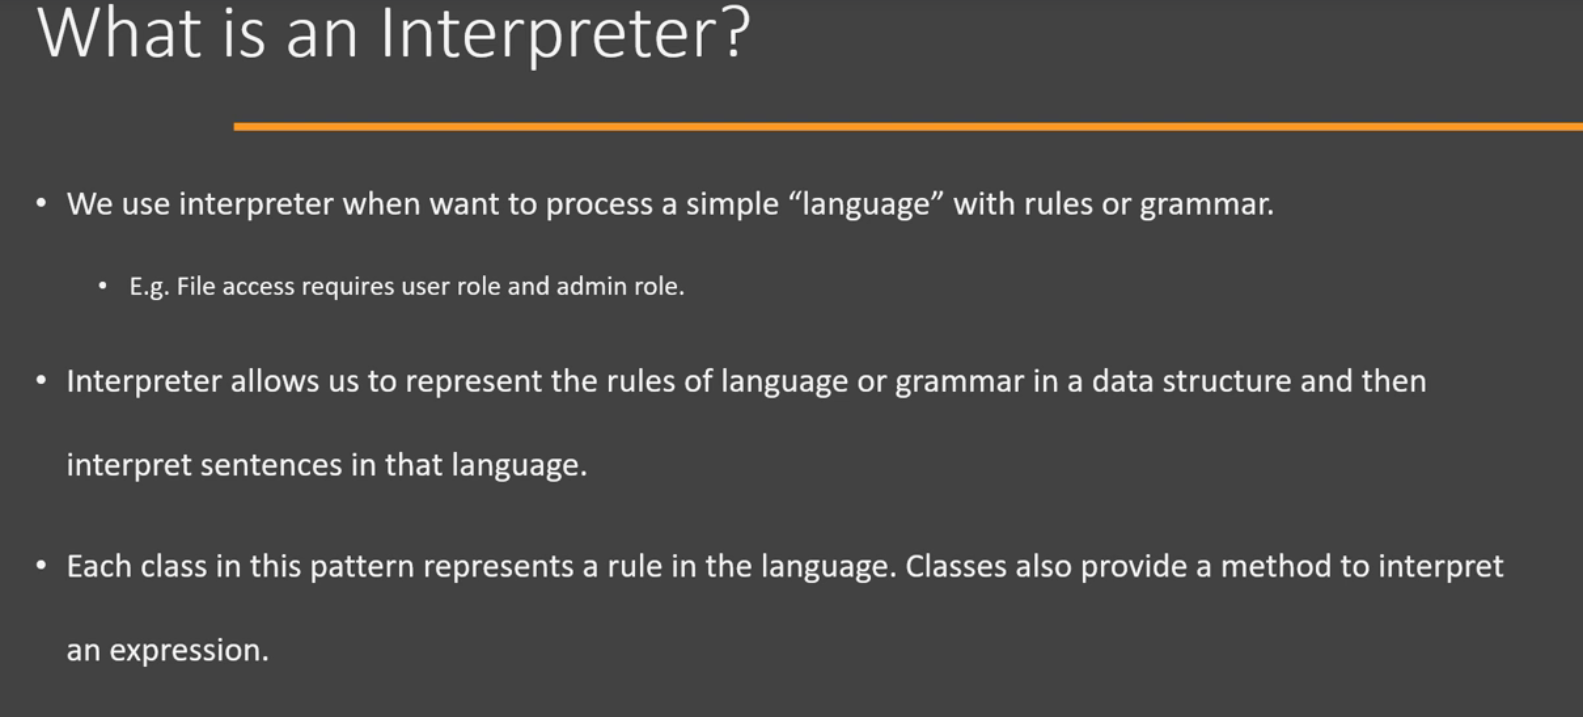 What is an Interpreter?
• We use interpreter when want to process a simple “language” with rules or grammar.
• E.g. File access requires user role and admin role.
• Interpreter allows us to represent the rules of language or grammar in a data structure and then
interpret sentences in that language.
• Each class in this pattern represents a rule in the language. Classes also provide a method to interpret
an expression.